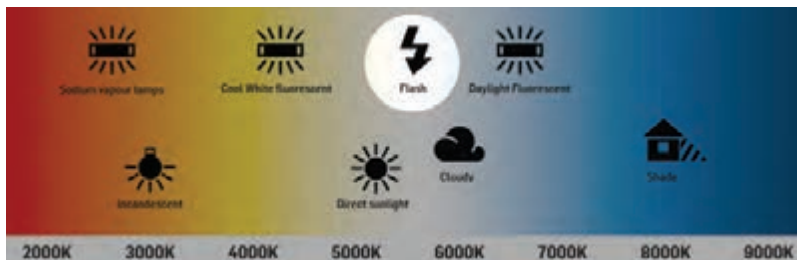 Sodium vapour lamps
Cool White fluorescent
Flash
Daylight Fluorescent
Incandescent
Direct sunlight
Cloudy
Shade
2000K 3000K 4000K 5000K 6000K 7000K 8000K 9000K